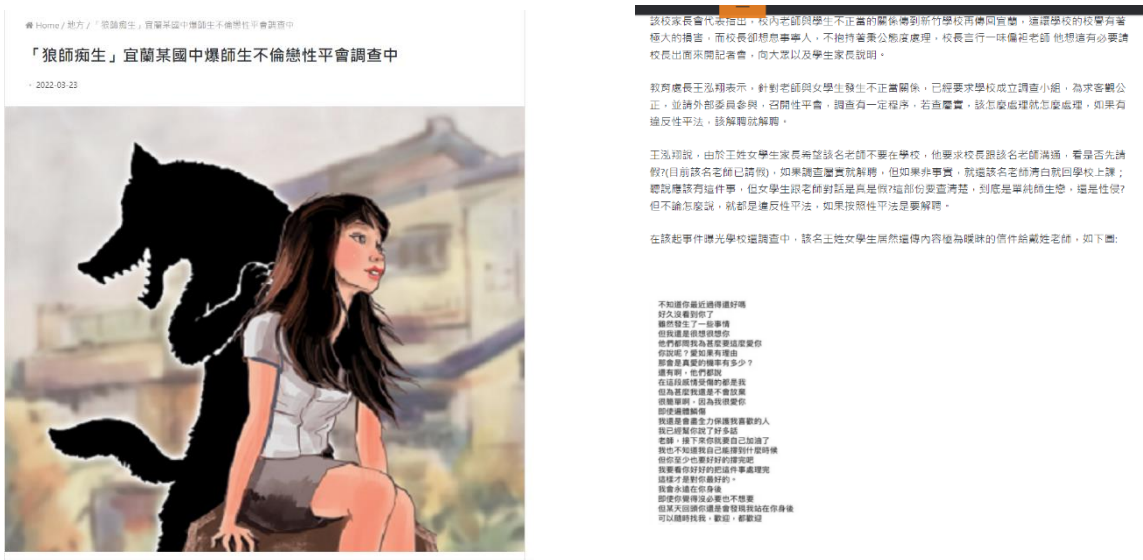 Home / 地方 / 「狼師痴生」宜蘭某國中爆師生不倫戀性平會調查中
「狼師痴生」宜蘭某國中爆師生不倫戀性平會調查中
· 2022-03-23
該校家長會代表指出，校內老師與學生不正當的關係傳到新竹學校再傳回宜蘭，這讓學校的校譽有著
極大的損害，而校長卻想息事寧人，不抱持著秉公態度處理，校長言行一味偏袒老師 他想這有必要請
校長出面來開記者會，向大眾以及學生家長說明。
教育處長王泓翔表示，針對老師與女學生發生不正當關係，已經要求學校成立調查小組，為求客觀公
正，並請外部委員參與，召開性平會，調查有一定程序，若查屬實，該怎麼處理就怎麼處理，如果有
違反性平法，該解聘就解聘。
王泓翔說，由於王姓女學生家長希望該名老師不要在學校，他要求校長跟該名老師溝通，看是否先請
假?(目前該名老師已請假)，如果調查屬實就解聘，但如果非事實，就還該名老師清白就回學校上課；
聽說應該有這件事，但女學生跟老師對話是真是假?這部份要查清楚，到底是單純師生戀，還是性侵?
但不論怎麼說，就都是違反性平法，如果按照性平法是要解聘。
在該起事件曝光學校還調查中，該名王姓女學生居然還傳內容極為曖昧的信件給戴姓老師，如下圖:
不知道你最近過得還好嗎
好久沒看到你了
雖然發生了一些事情
但我還是很想很想你
他們都問我為甚麼要這麼愛你
你說呢？愛如果有理由
那會是真愛的機率有多少？
還有啊，他們都說
在這段感情受傷的都是我
但為甚麼我還是不會放棄
很簡單啊，因為我很愛你
即使遍體鱗傷
我還是會盡全力保護我喜歡的人
我已經幫你說了好多話
老師，接下來你就要自己加油了
我也不知道我自己能撐到什麼時候
但你至少也要好好的撐完吧
我要看你好好的把這件事處理完
這樣才是對你最好的。
我會永遠在你身後
即使你覺得沒必要也不想要
但某天回頭你還是會發現我站在你身後
可以隨時找我，歡迎，都歡迎